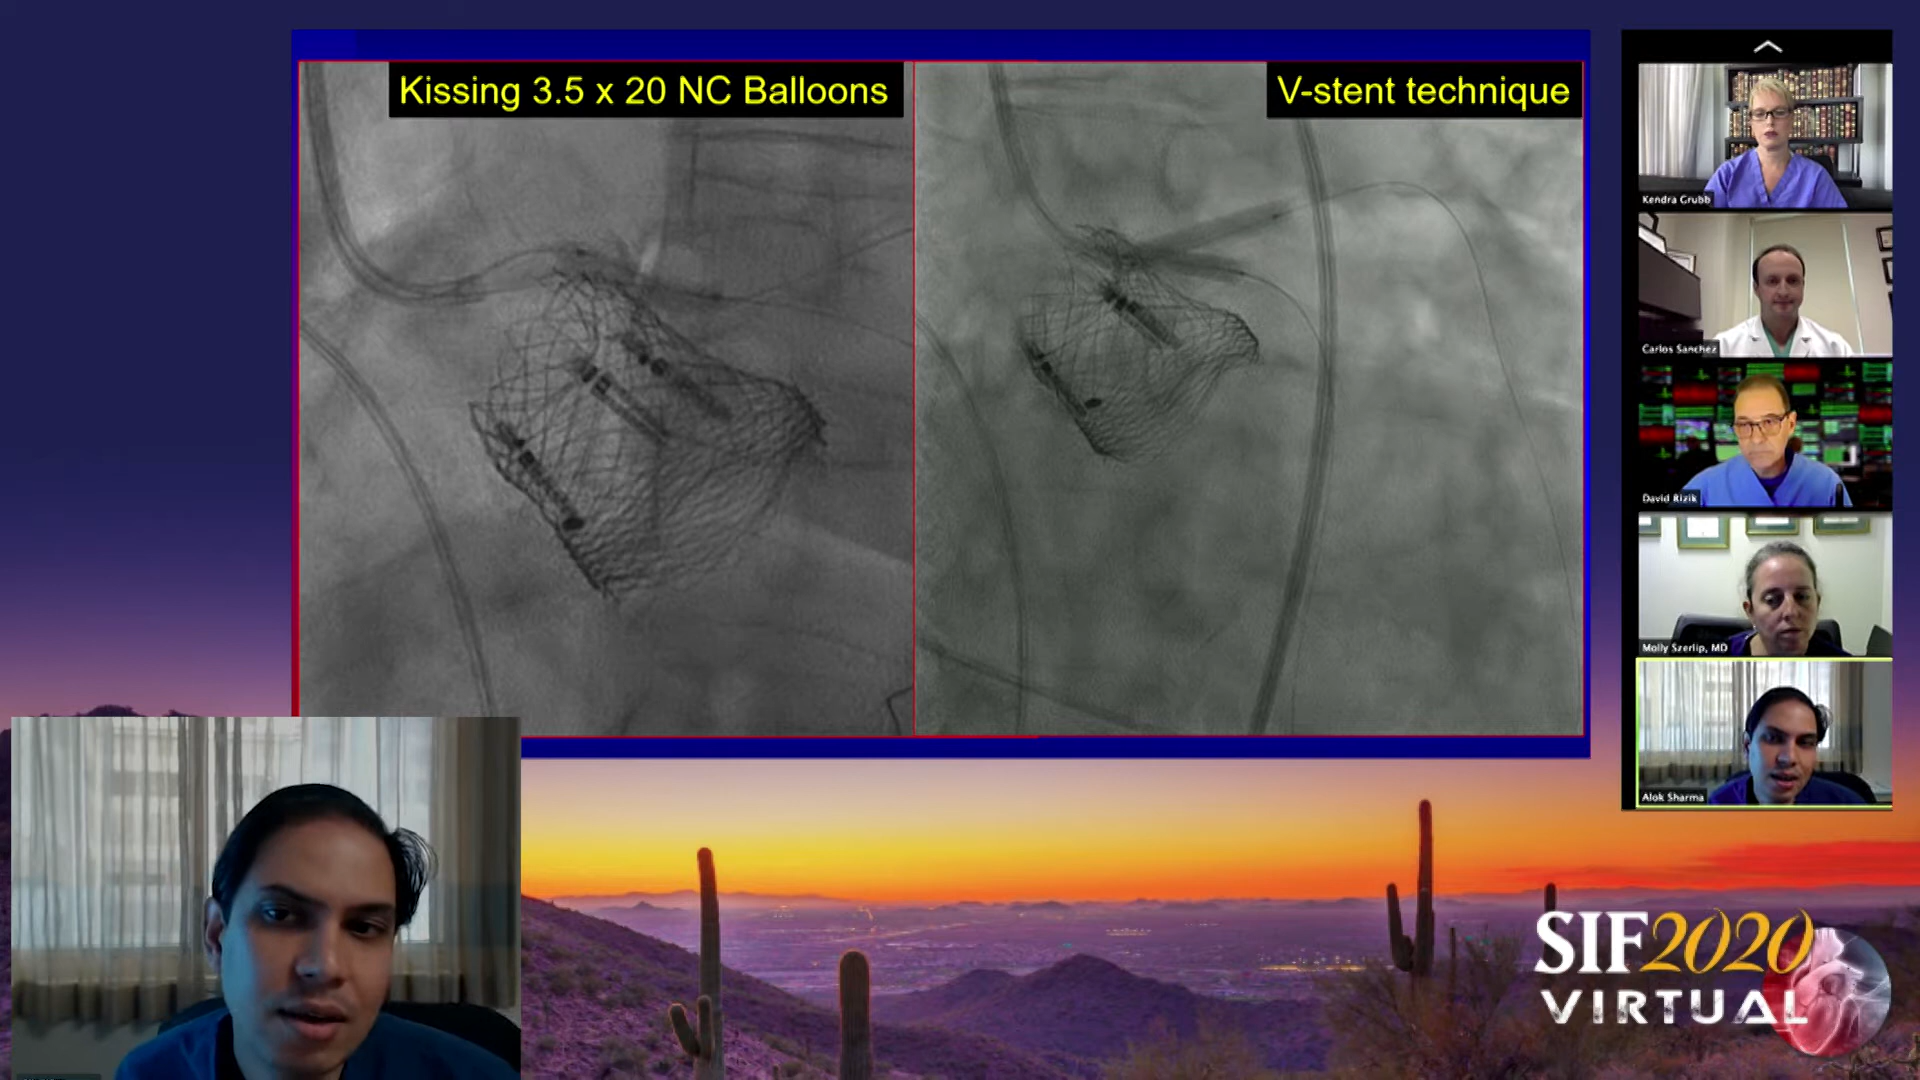 Kissing 3.5 x 20 NC Balloons
V-stent technique
Kendra Grubb
Carlos Sanchez
David Rizik
Molly Szerlip, MD
Alok Sharma
SIF2020
VIRTUAL